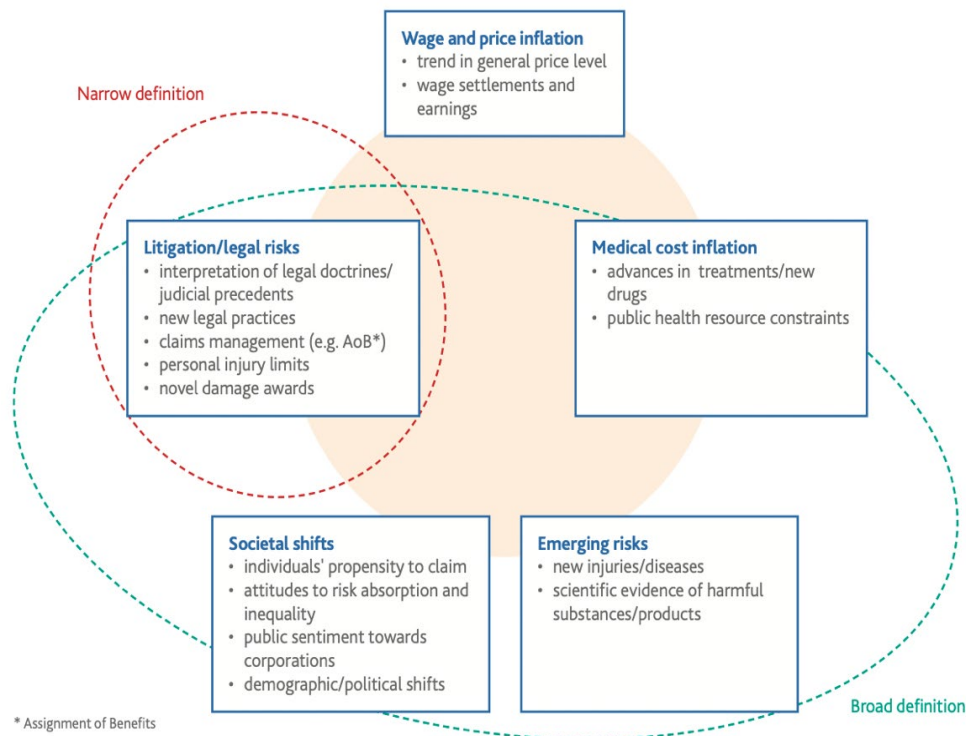 Wage and price inflation
• trend in general price level
• wage settlements and
earnings
Narrow definition
Litigation/legal risks
• interpretation of legal doctrines/
judicial precedents
• new legal practices
• claims management (e.g. AoB*)
• personal injury limits
• novel damage awards
Medical cost inflation
• advances in treatments/new
drugs
• public health resource constraints
Societal shifts
• individuals' propensity to claim
• attitudes to risk absorption and
inequality
• public sentiment towards
corporations
• demographic/political shifts
Emerging risks
• new injuries/diseases
• scientific evidence of harmful
substances/products
Broad definition
* Assignment of Benefits